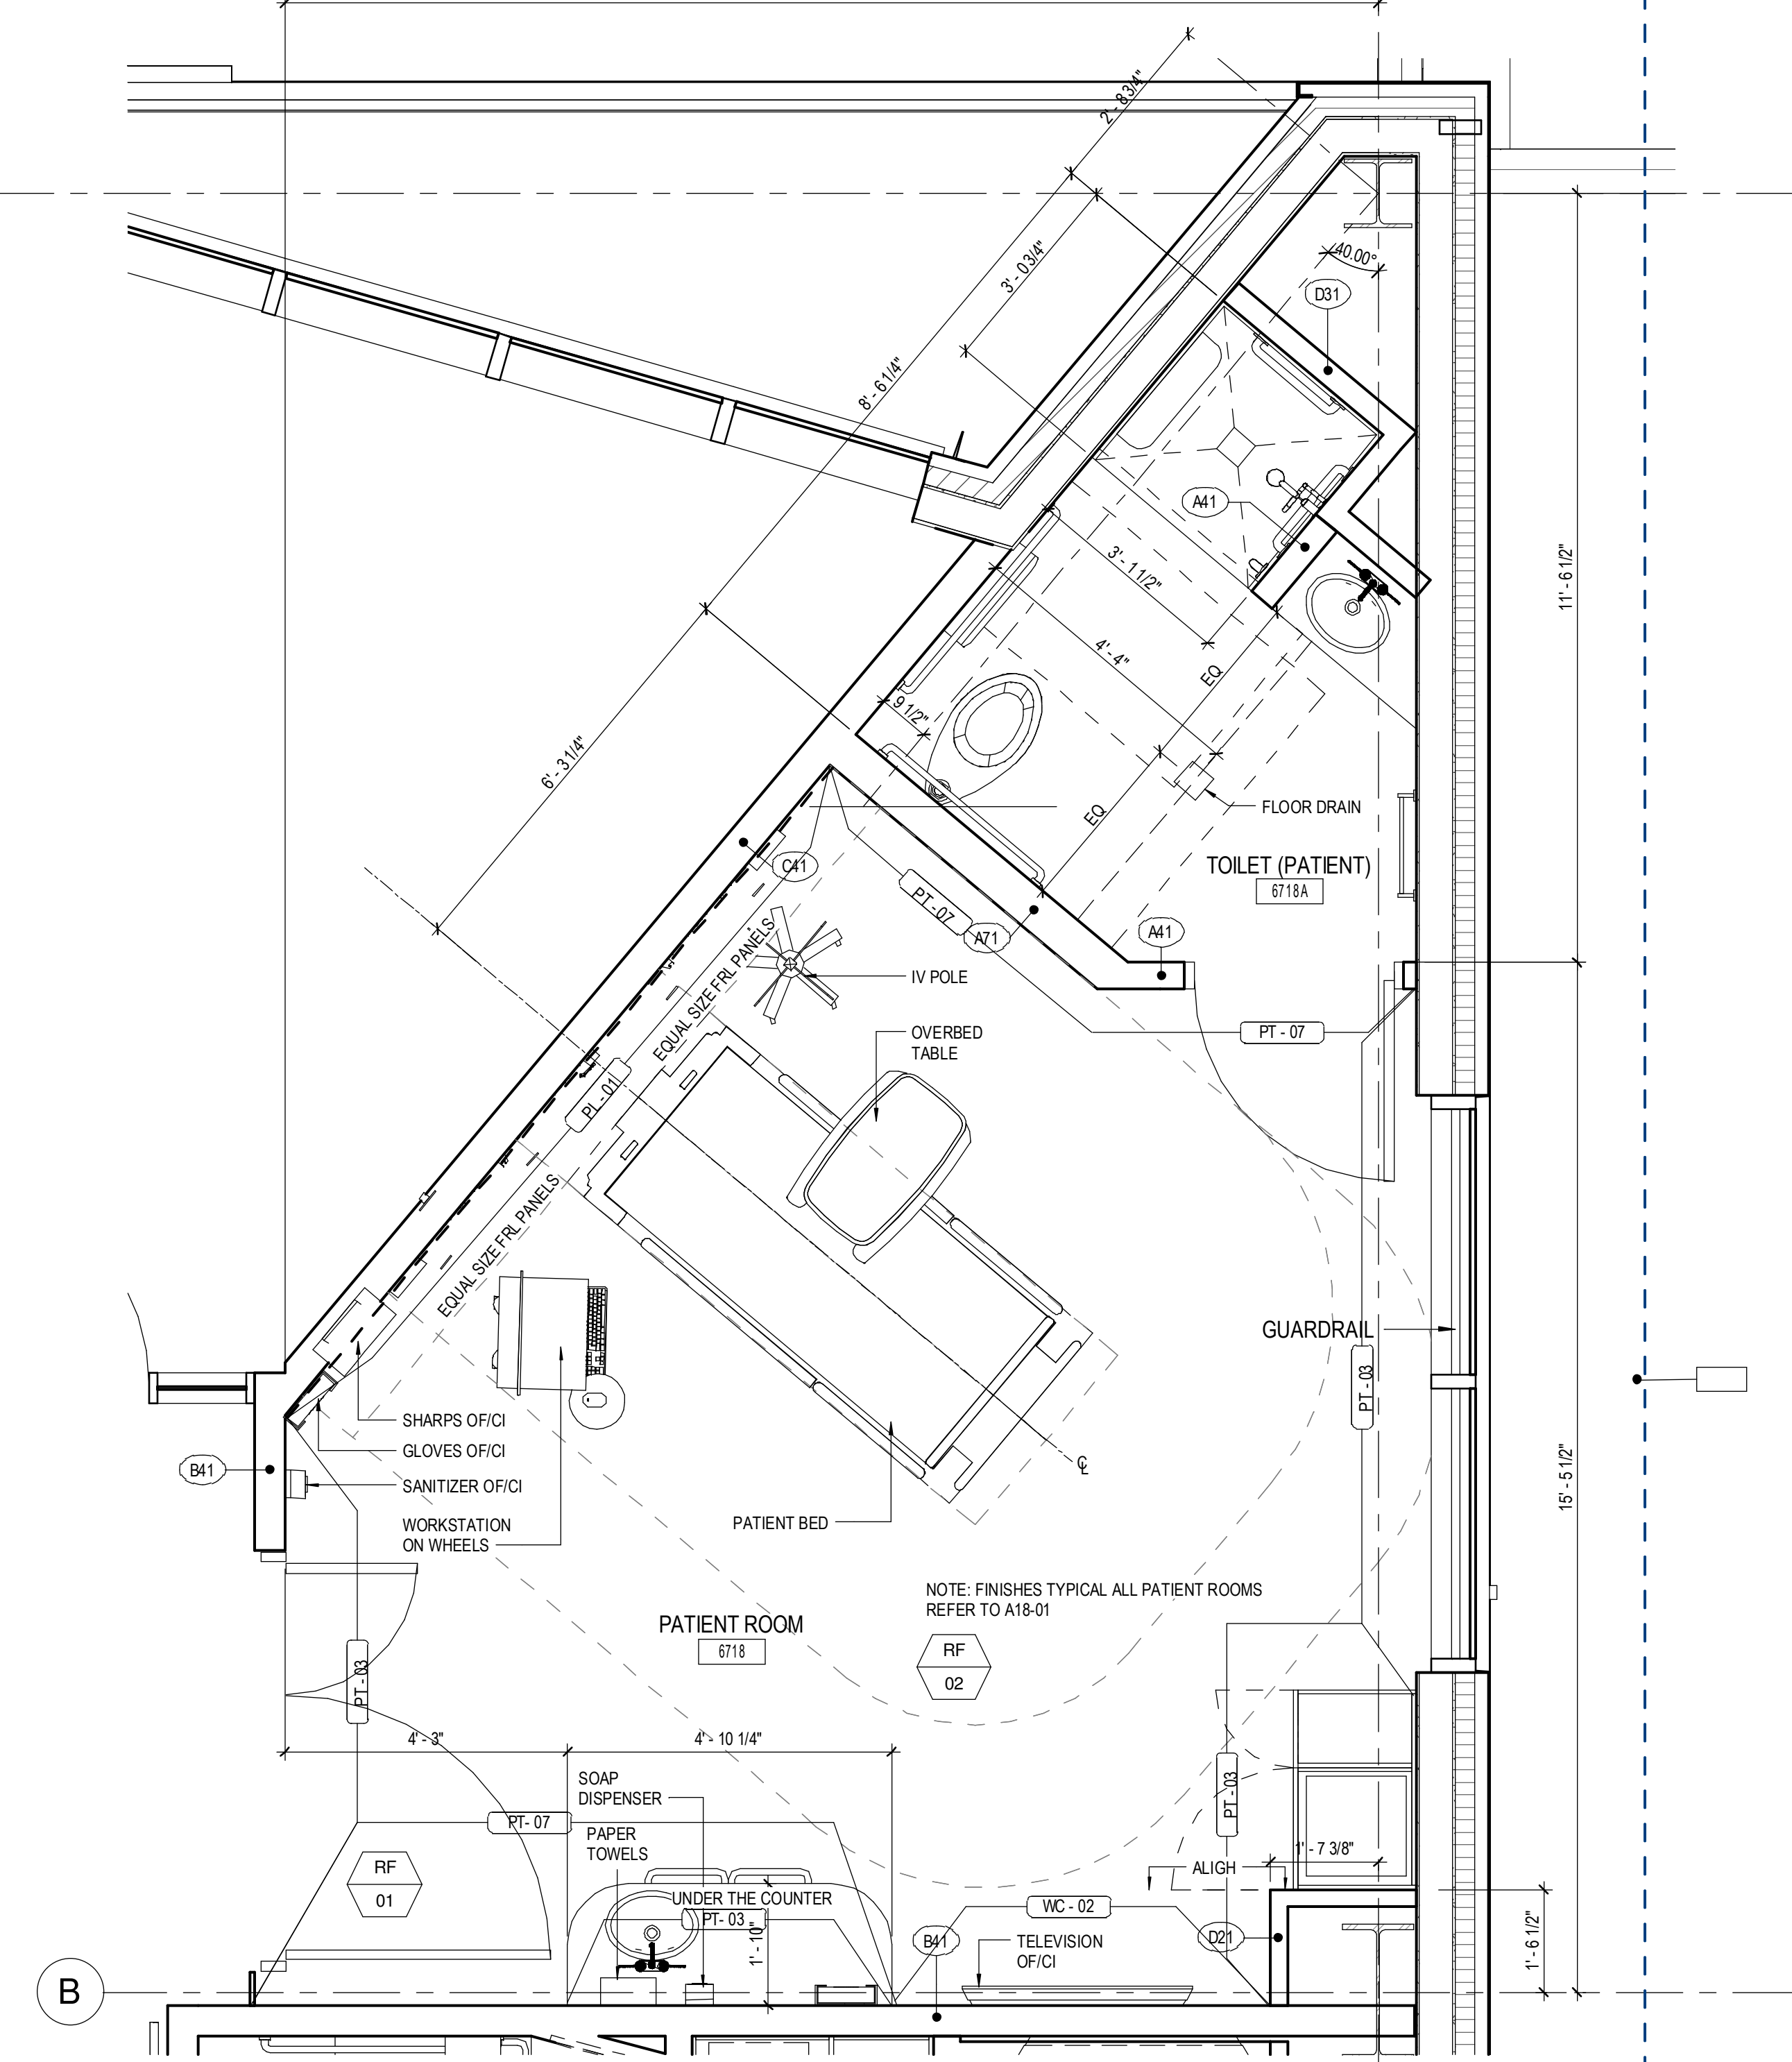 2' - 8 3/4"
3' - 0 3/4"
40.00°
D31
8' - 6 1/4"
A41
3' - 1 1/2"
11' - 6 1/2"
4' - 4"
EQ
9 1/2"
6' - 3 1/4"
EQ
FLOOR DRAIN
C41
TOILET (PATIENT)
6718A
PT - 07
A71
A41
EQUAL SIZE FRL PANELS
IV POLE
OVERBED
TABLE
PT - 07
PL - 01
EQUAL SIZE FRL PANELS
GUARDRAIL
PT - 03
SHARPS OF/CI
GLOVES OF/CI
B41
SANITIZER OF/CI
CL
15' - 5 1/2"
WORKSTATION
ON WHEELS
PATIENT BED
NOTE: FINISHES TYPICAL ALL PATIENT ROOMS
REFER TO A18-01
PATIENT ROOM
6718
RF
02
PT - 03
4' - 3"
4' - 10 1/4"
SOAP
DISPENSER
PT - 03
PT - 07
PAPER
TOWELS
1' - 7 3/8"
ALIGH
RF
01
UNDER THE COUNTER
PT - 03
WC - 02
1' - 10"
B41
TELEVISION
OF/CI
D21
1' - 6 1/2"
B